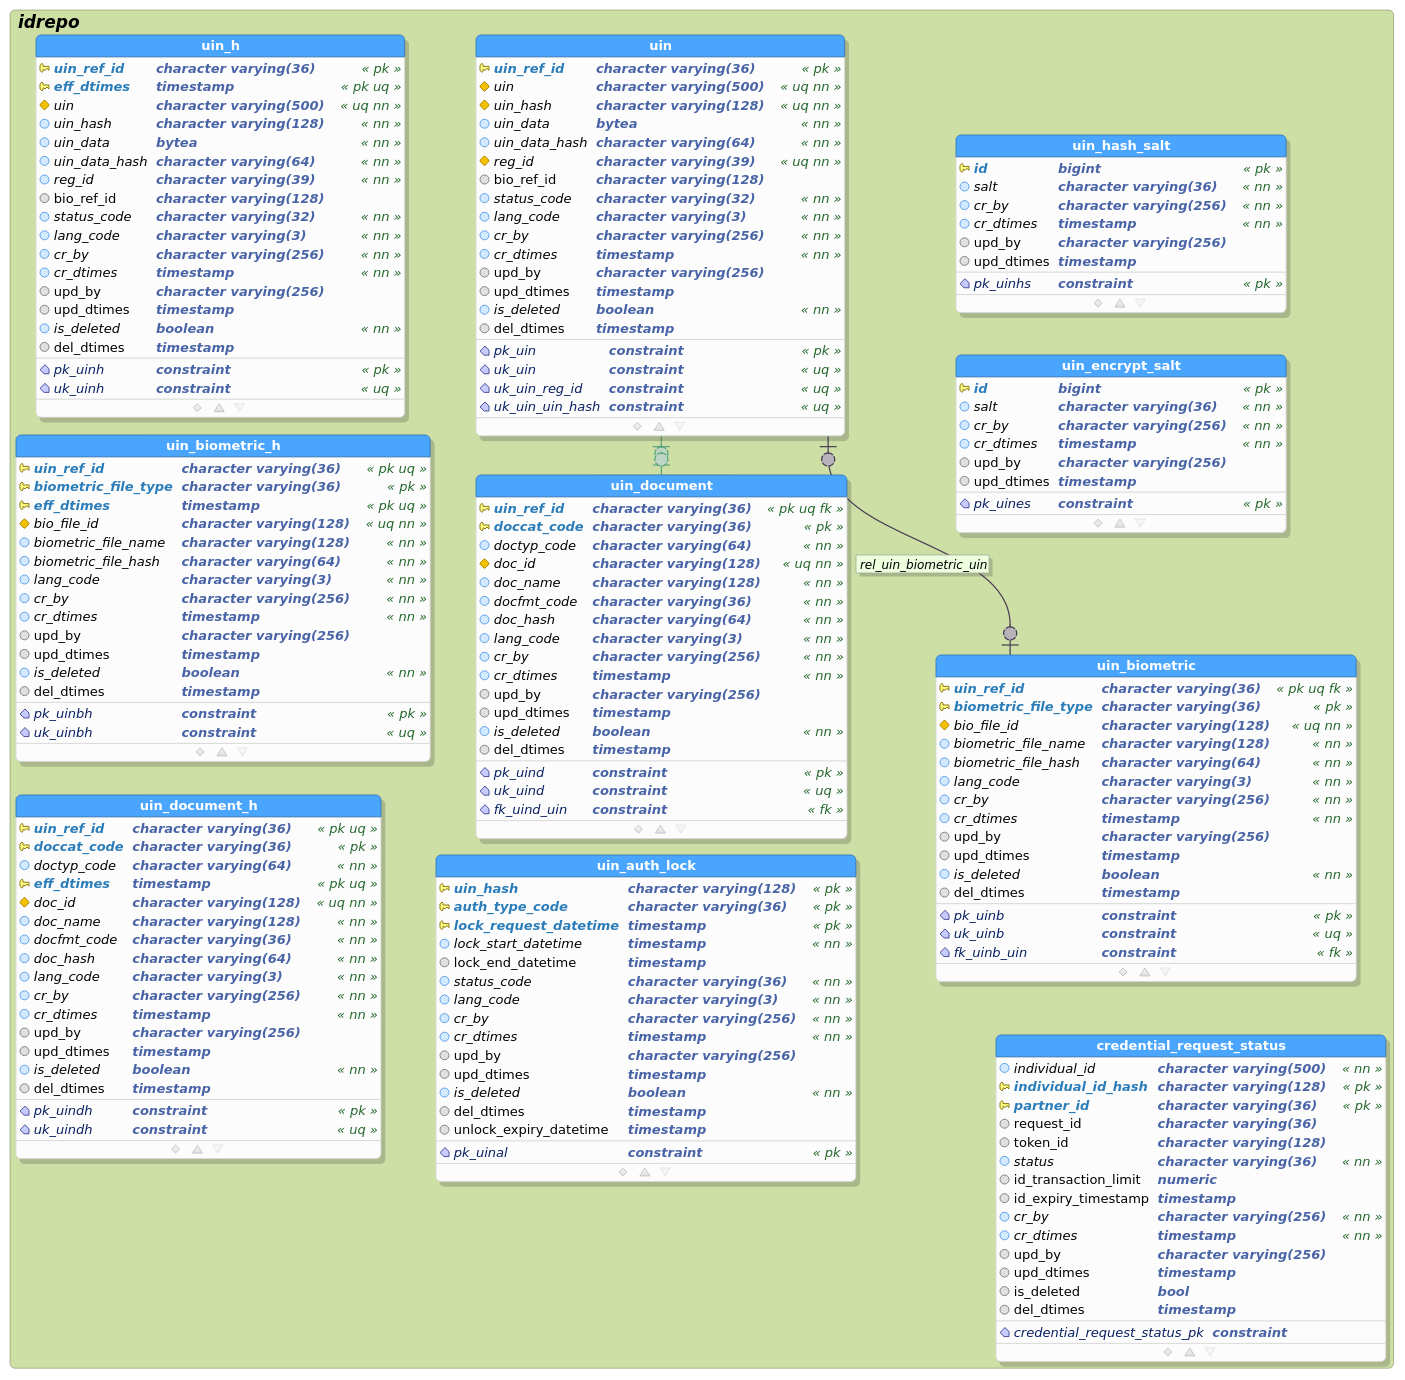 idrepo
uin_h
uin_ref_id character varying(36) « pk »
eff_dtimes timestamp « pk uq »
uin character varying(500) « uq nn »
uin_hash character varying(128) « nn »
uin_data bytea « nn »
uin_data_hash character varying(64) « nn »
reg_id character varying(39) « nn »
bio_ref_id character varying(128)
status_code character varying(32) « nn »
lang_code character varying(3) « nn »
cr_by character varying(256) « nn »
cr_dtimes timestamp « nn »
upd_by character varying(256)
upd_dtimes timestamp
is_deleted boolean « nn »
del_dtimes timestamp
pk_uinh constraint « pk »
uk_uinh constraint « uq »
uin
uin_ref_id character varying(36) « pk »
uin character varying(500) « uq nn »
uin_hash character varying(128) « uq nn »
uin_data bytea « nn »
uin_data_hash character varying(64) « nn »
reg_id character varying(39) « uq nn »
bio_ref_id character varying(128)
status_code character varying(32) « nn »
lang_code character varying(3) « nn »
cr_by character varying(256) « nn »
cr_dtimes timestamp « nn »
upd_by character varying(256)
upd_dtimes timestamp
is_deleted boolean « nn »
del_dtimes timestamp
pk_uin constraint « pk »
uk_uin constraint « uq »
uk_uin_reg_id constraint « uq »
uk_uin_uin_hash constraint « uq »
uin_hash_salt
id bigint « pk »
salt character varying(36) « nn »
cr_by character varying(256) « nn »
cr_dtimes timestamp « nn »
upd_by character varying(256)
upd_dtimes timestamp
pk_uinhs constraint « pk »
uin_encrypt_salt
id bigint « pk »
salt character varying(36) « nn »
cr_by character varying(256) « nn »
cr_dtimes timestamp « nn »
upd_by character varying(256)
upd_dtimes timestamp
pk_uines constraint « pk »
uin_biometric_h
uin_ref_id character varying(36) « pk uq »
biometric_file_type character varying(36) « pk »
eff_dtimes timestamp « pk uq »
bio_file_id character varying(128) « uq nn »
biometric_file_name character varying(128) « nn »
biometric_file_hash character varying(64) « nn »
lang_code character varying(3) « nn »
cr_by character varying(256) « nn »
cr_dtimes timestamp « nn »
upd_by character varying(256)
upd_dtimes timestamp
is_deleted boolean « nn »
del_dtimes timestamp
pk_uinbh constraint « pk »
uk_uinbh constraint « uq »
uin_document
uin_ref_id character varying(36) « pk uq fk »
doccat_code character varying(36) « pk »
doctyp_code character varying(64) « nn »
doc_id character varying(128) « uq nn »
doc_name character varying(128) « nn »
docfmt_code character varying(36) « nn »
doc_hash character varying(64) « nn »
lang_code character varying(3) « nn »
cr_by character varying(256) « nn »
cr_dtimes timestamp « nn »
upd_by character varying(256)
upd_dtimes timestamp
is_deleted boolean « nn »
del_dtimes timestamp
pk_uind constraint « pk »
uk_uind constraint « uq »
fk_uind_uin constraint « fk »
rel_uin_biometric_uin
uin_biometric
uin_ref_id character varying(36) « pk uq fk »
biometric_file_type character varying(36) « pk »
bio_file_id character varying(128) « uq nn »
biometric_file_name character varying(128) « nn »
biometric_file_hash character varying(64) « nn »
lang_code character varying(3) « nn »
cr_by character varying(256) « nn »
cr_dtimes timestamp « nn »
upd_by character varying(256)
upd_dtimes timestamp
is_deleted boolean « nn »
del_dtimes timestamp
pk_uinb constraint « pk »
uk_uinb constraint « uq »
fk_uinb_uin constraint « fk »
uin_document_h
uin_ref_id character varying(36) « pk uq »
doccat_code character varying(36) « pk »
doctyp_code character varying(64) « nn »
eff_dtimes timestamp « pk uq »
doc_id character varying(128) « uq nn »
doc_name character varying(128) « nn »
docfmt_code character varying(36) « nn »
doc_hash character varying(64) « nn »
lang_code character varying(3) « nn »
cr_by character varying(256) « nn »
cr_dtimes timestamp « nn »
upd_by character varying(256)
upd_dtimes timestamp
is_deleted boolean « nn »
del_dtimes timestamp
pk_uindh constraint « pk »
uk_uindh constraint « uq »
uin_auth_lock
uin_hash character varying(128) « pk »
auth_type_code character varying(36) « pk »
lock_request_datetime timestamp « pk »
lock_start_datetime timestamp « nn »
lock_end_datetime timestamp
status_code character varying(36) « nn »
lang_code character varying(3) « nn »
cr_by character varying(256) « nn »
cr_dtimes timestamp « nn »
upd_by character varying(256)
upd_dtimes timestamp
is_deleted boolean « nn »
del_dtimes timestamp
unlock_expiry_datetime timestamp
pk_uinal constraint « pk »
credential_request_status
individual_id character varying(500) « nn »
individual_id_hash character varying(128) « pk »
partner_id character varying(36) « pk »
request_id character varying(36)
token_id character varying(128)
status character varying(36) « nn »
id_transaction_limit numeric
id_expiry_timestamp timestamp
cr_by character varying(256) « nn »
cr_dtimes timestamp « nn »
upd_by character varying(256)
upd_dtimes timestamp
is_deleted bool
del_dtimes timestamp
credential_request_status_pk constraint